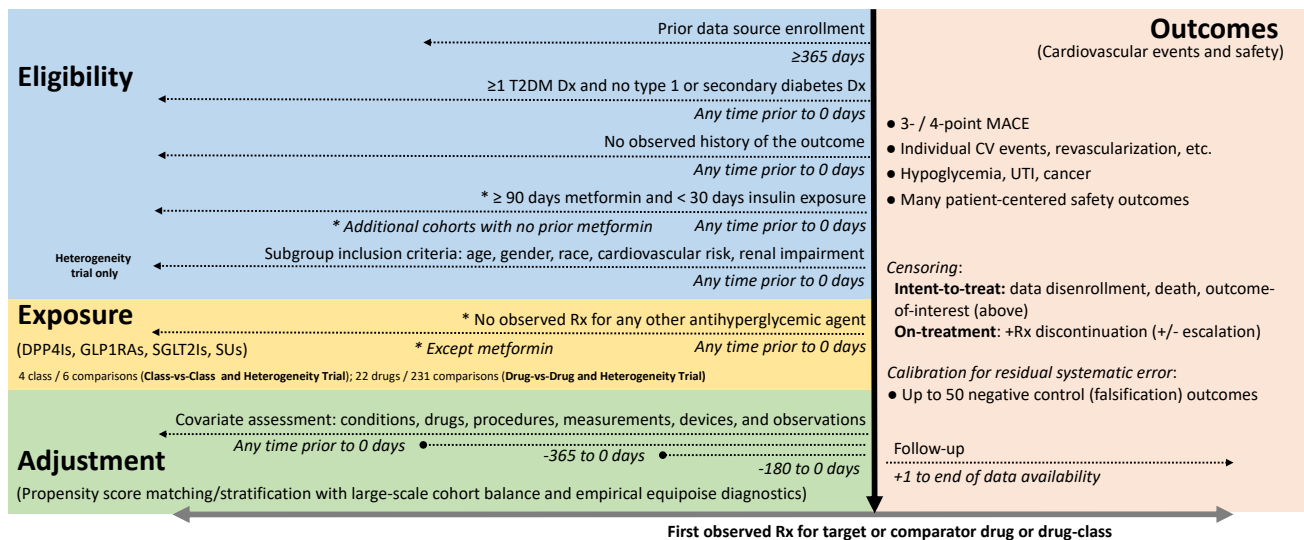 Eligibility
Prior data source enrollment
≥365 days
≥1 T2DM Dx and no type 1 or secondary diabetes Dx
Any time prior to 0 days
No observed history of the outcome
Any time prior to 0 days
* ≥ 90 days metformin and < 30 days insulin exposure
* Additional cohorts with no prior metformin Any time prior to 0 days
Heterogeneity
trial only
Subgroup inclusion criteria: age, gender, race, cardiovascular risk, renal impairment
Any time prior to 0 days
Exposure
(DPP4Is, GLP1RAs, SGLT2Is, SUs)
* No observed Rx for any other antihyperglycemic agent
* Except metformin Any time prior to 0 days
4 class / 6 comparisons (Class-vs-Class and Heterogeneity Trial); 22 drugs / 231 comparisons (Drug-vs-Drug and Heterogeneity Trial)
Adjustment
Covariate assessment: conditions, drugs, procedures, measurements, devices, and observations
Any time prior to 0 days
-365 to 0 days
-180 to 0 days
(Propensity score matching/stratification with large-scale cohort balance and empirical equipoise diagnostics)
Outcomes
(Cardiovascular events and safety)
● 3- / 4-point MACE
● Individual CV events, revascularization, etc.
● Hypoglycemia, UTI, cancer
● Many patient-centered safety outcomes
Censoring:
Intent-to-treat: data disenrollment, death, outcome-
of-interest (above)
On-treatment: +Rx discontinuation (+/- escalation)
Calibration for residual systematic error:
● Up to 50 negative control (falsification) outcomes
Follow-up
+1 to end of data availability
First observed Rx for target or comparator drug or drug-class